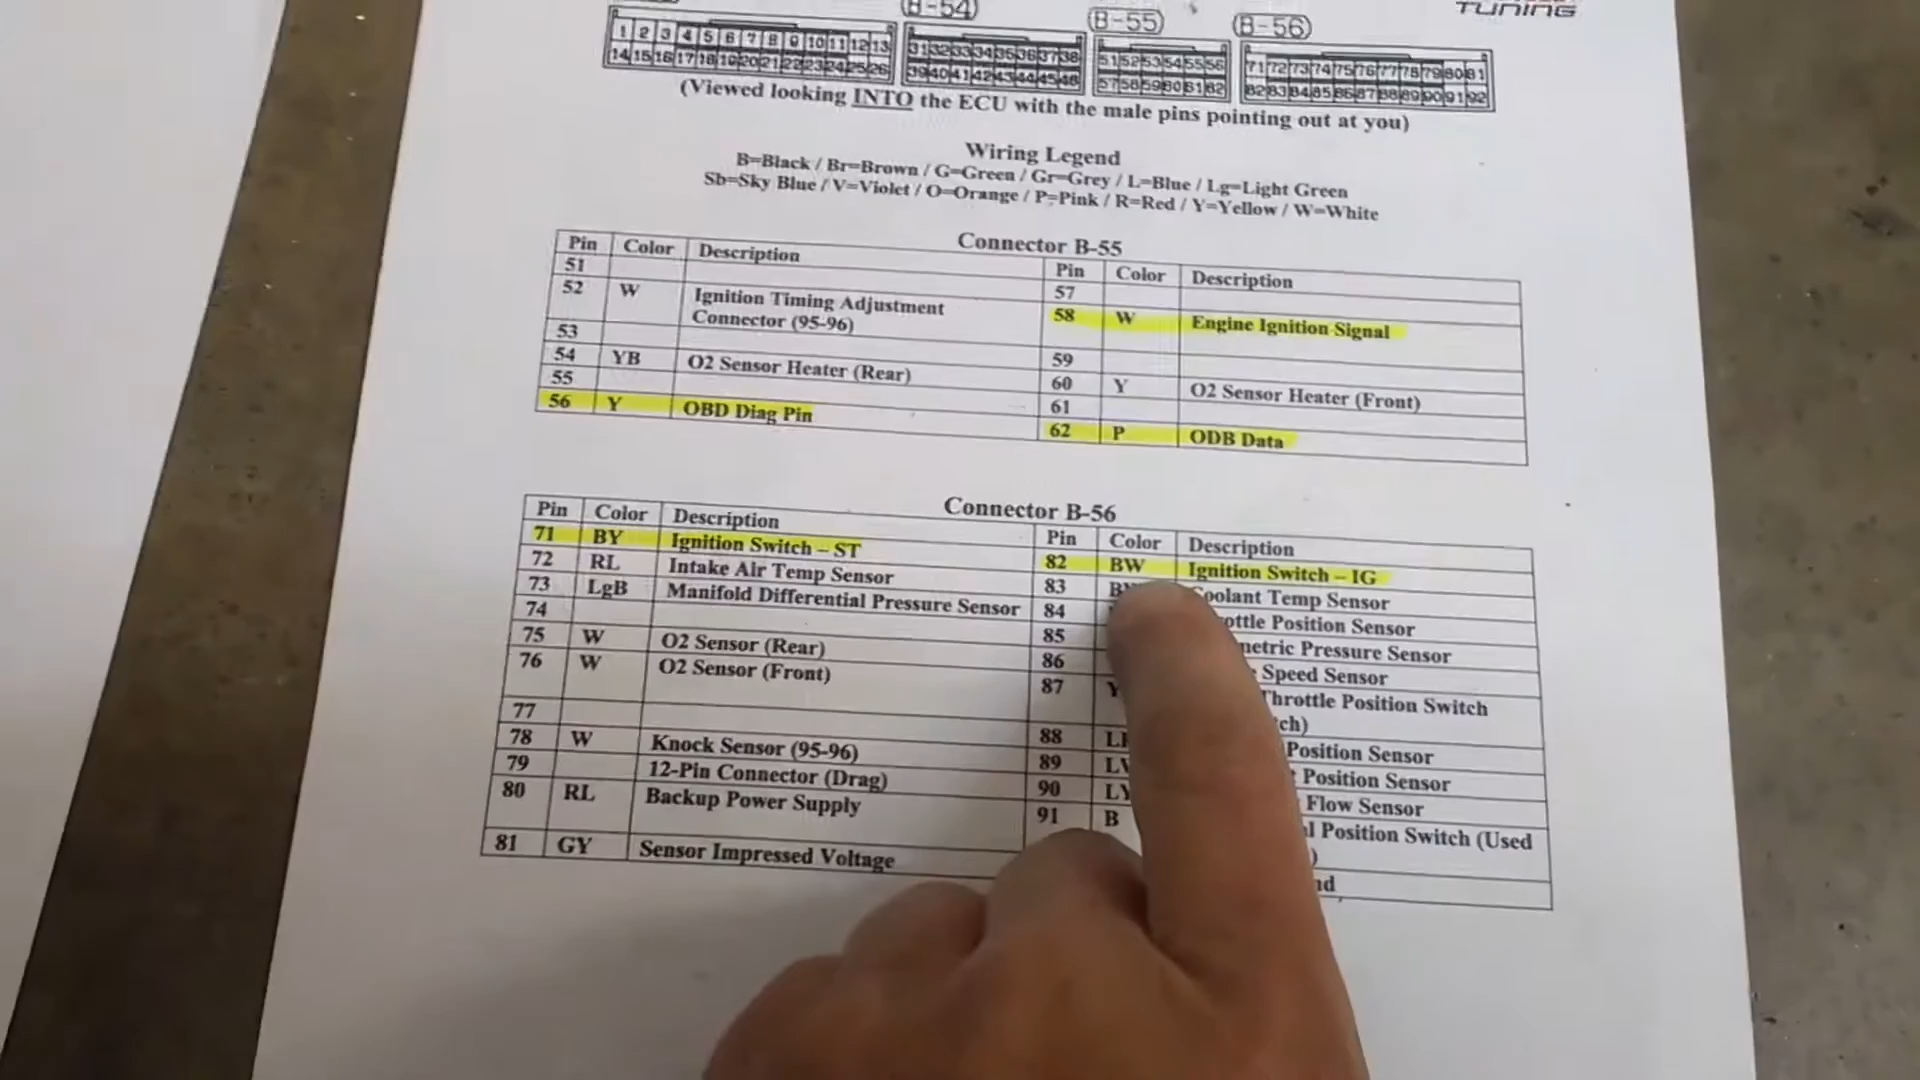 TUNING
(B-54)
(B-55)
(B-56)
1 2 3 4 5 6 7 8 9 10 11 12 13
14 15 16 17 18 19 20 21 22 23 24 25 26
31 32 33 34 35 36 37 38
39 40 41 42 43 44 45 46
51 52 53 54 55 56
57 58 59 60 61 62
71 72 73 74 75 76 77 78 79 80 81
82 83 84 85 86 87 88 89 90 91 92
(Viewed looking INTO the ECU with the male pins pointing out at you)
Wiring Legend
B=Black / Br=Brown / G=Green / Gr=Grey / L=Blue / Lg=Light Green
Sb=Sky Blue / V=Violet / O=Orange / P=Pink / R=Red / Y=Yellow / W=White
Connector B-55
Pin Color Description
51
52 W Ignition Timing Adjustment
Connector (95-96)
53
54 YB O2 Sensor Heater (Rear)
55
56 Y OBD Diag Pin
Pin Color Description
57
58 W Engine Ignition Signal
59
60 Y O2 Sensor Heater (Front)
61
62 P ODB Data
Connector B-56
Pin Color Description
71 BY Ignition Switch – ST
72 RL Intake Air Temp Sensor
73 LgB Manifold Differential Pressure Sensor
74
75 W O2 Sensor (Rear)
76 W O2 Sensor (Front)
77
78 W Knock Sensor (95-96)
79 12-Pin Connector (Drag)
80 RL Backup Power Supply
81 GY Sensor Impressed Voltage
Pin Color Description
82 BW Ignition Switch – IG
83 Coolant Temp Sensor
84 Position Sensor
85 Pressure Sensor
86 Speed Sensor
87 Y Throttle Position Switch
88 Position Sensor
89 Position Sensor
90 LY Flow Sensor
91 B Position Switch (Used